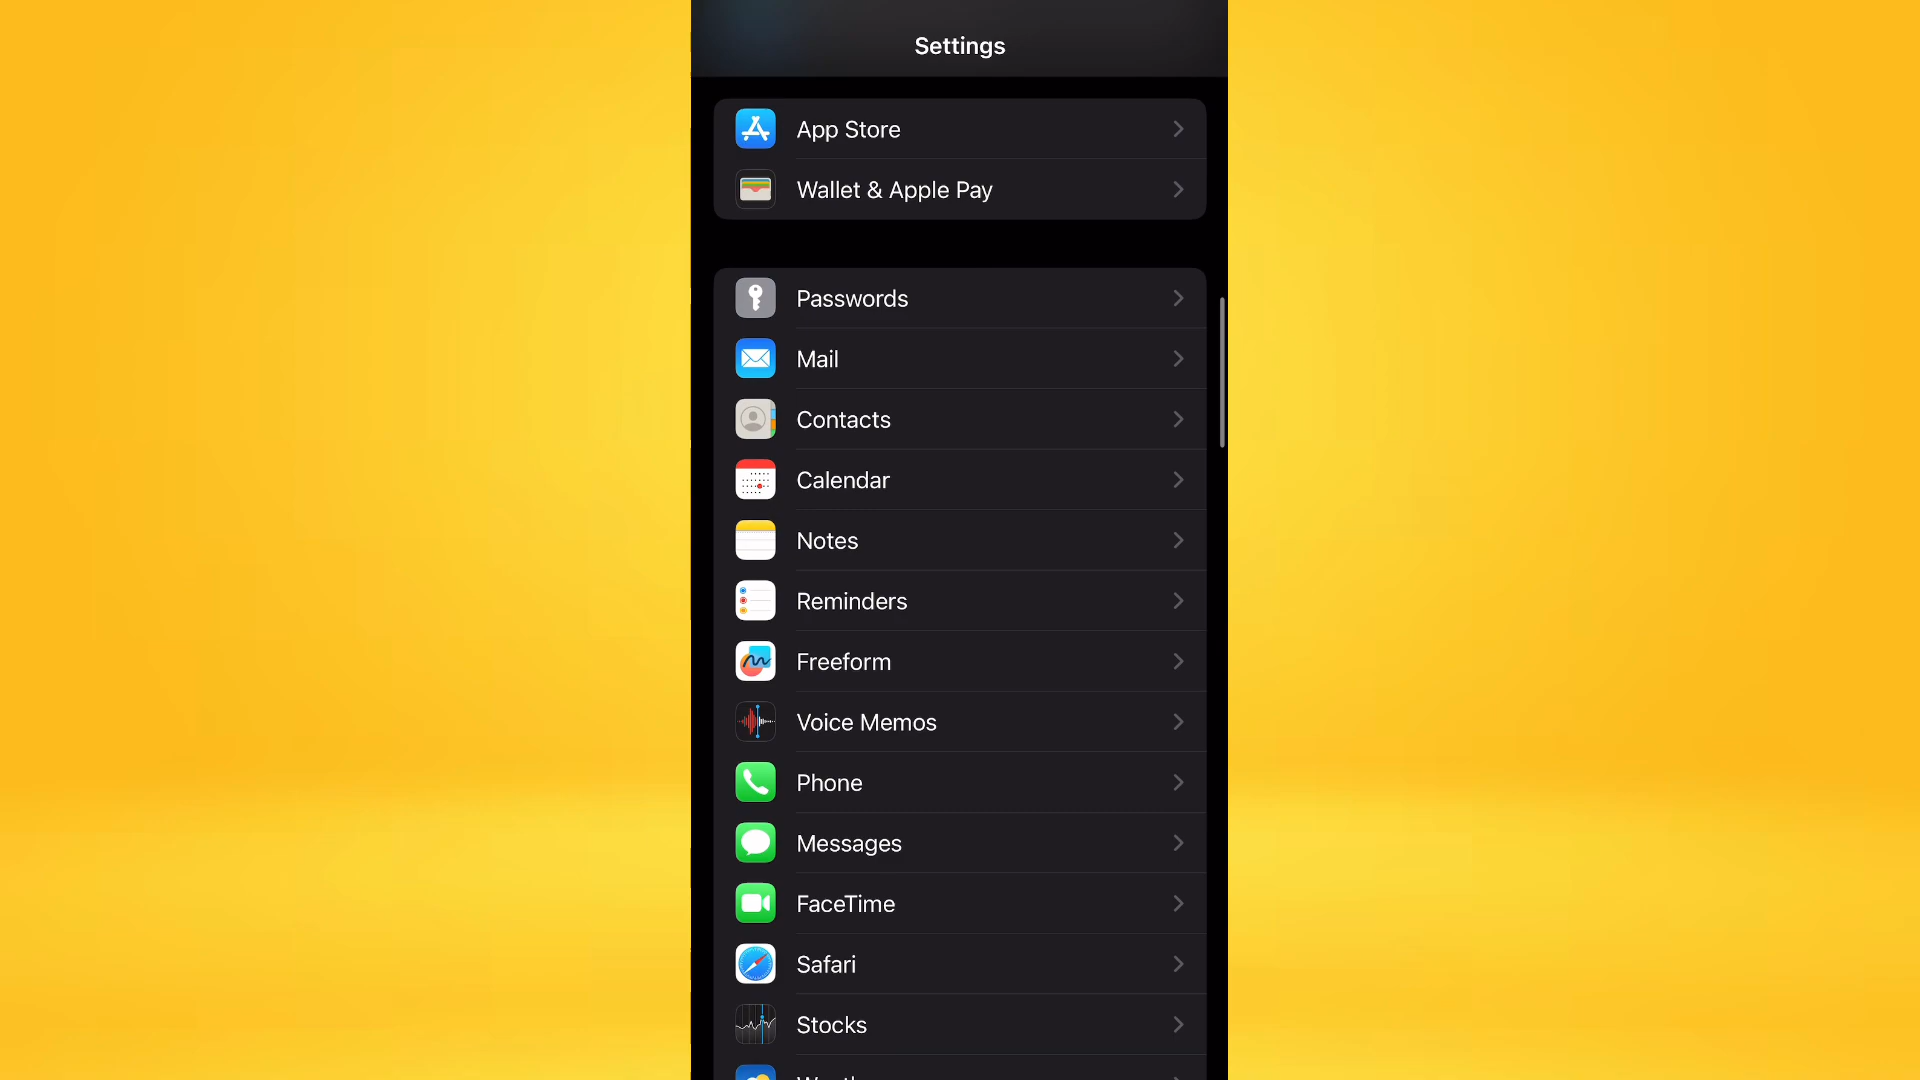 Settings
App Store
Wallet & Apple Pay
Passwords
Mail
Contacts
Calendar
Notes
Reminders
Freeform
Voice Memos
Phone
Messages
FaceTime
Safari
Stocks